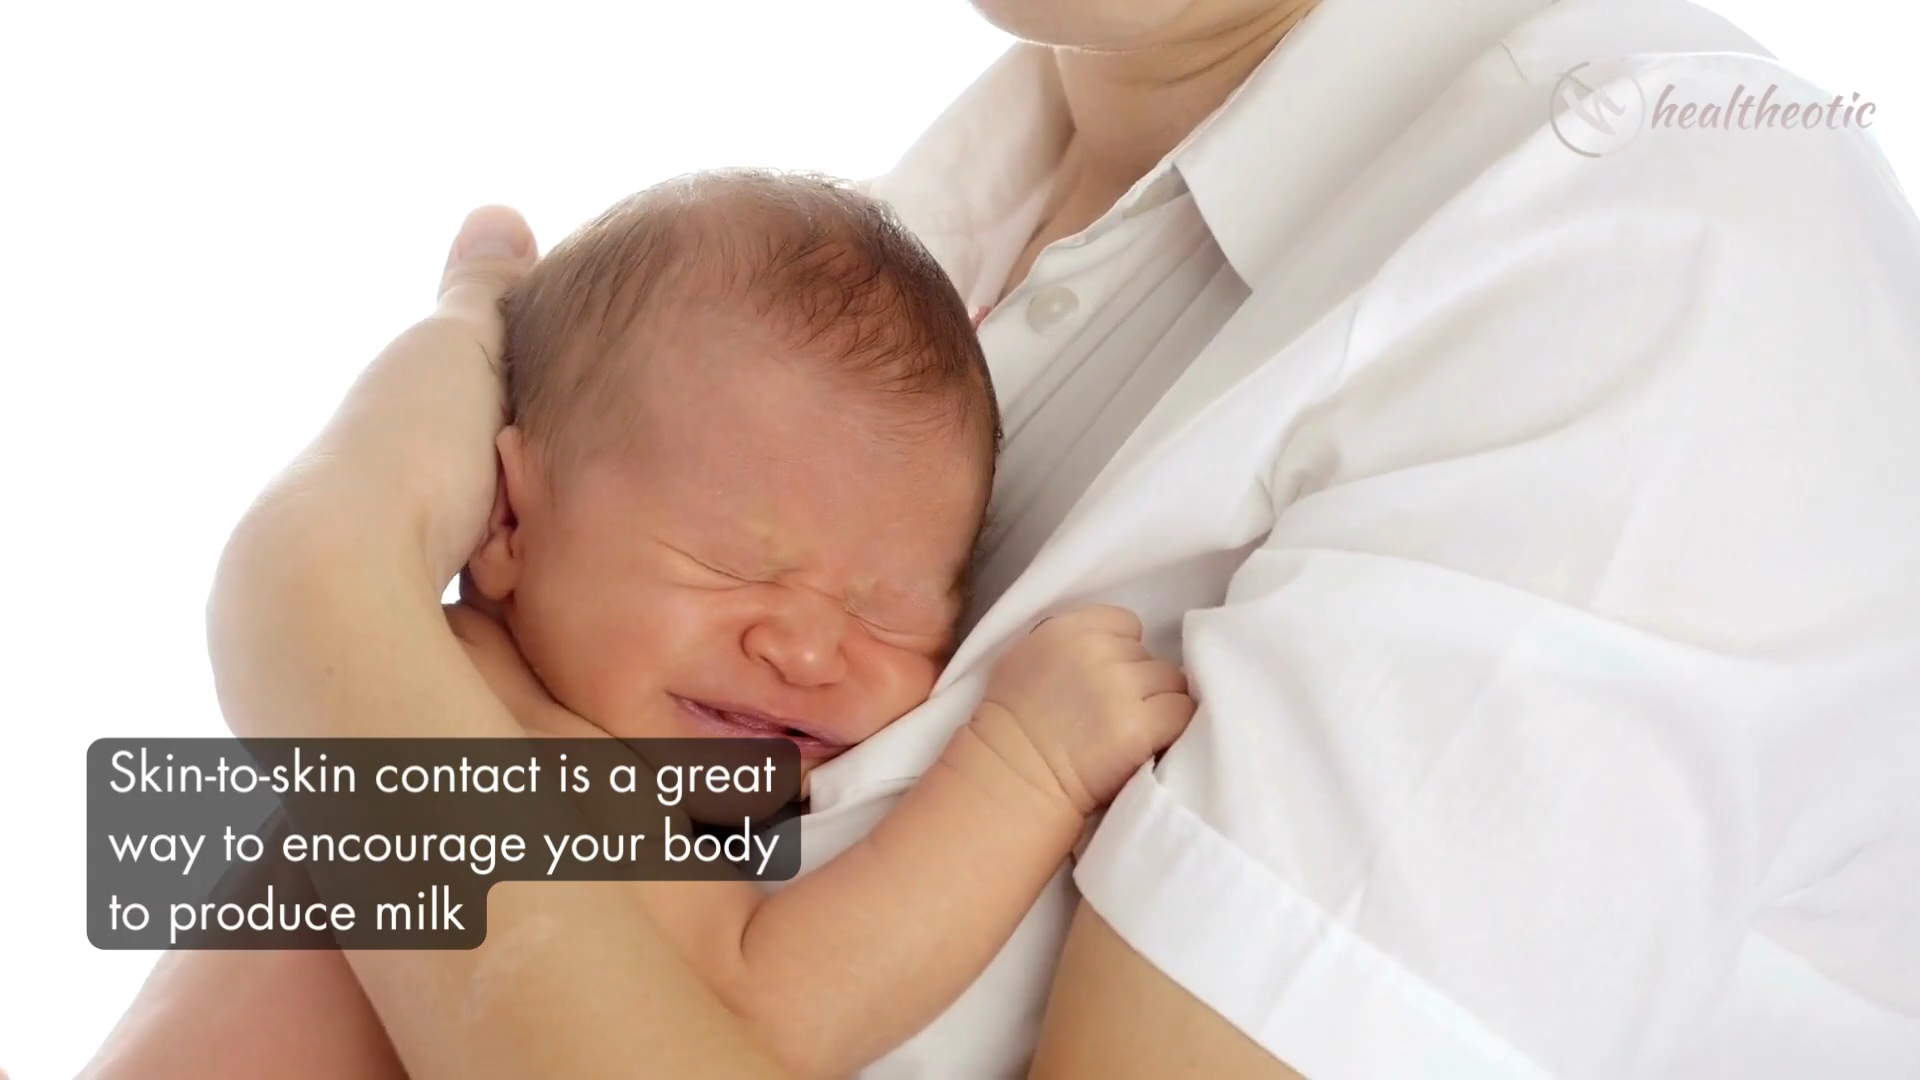 healtheotic
Skin-to-skin contact is a great
way to encourage your body
to produce milk